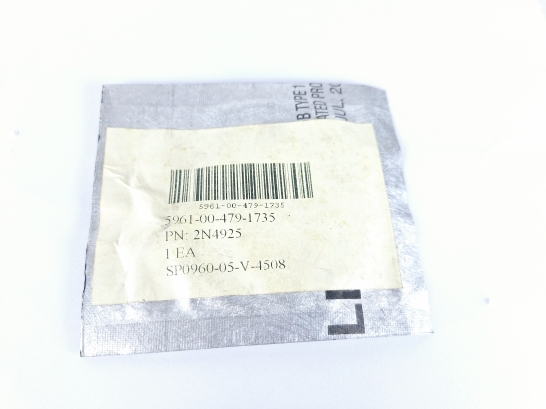 5961-00-479-1735
5961-00-479-1735
PN: 2N4925
1 EA
SP0960-05-V-4508
B TYPE 1
ATED PRO
JUL, 20